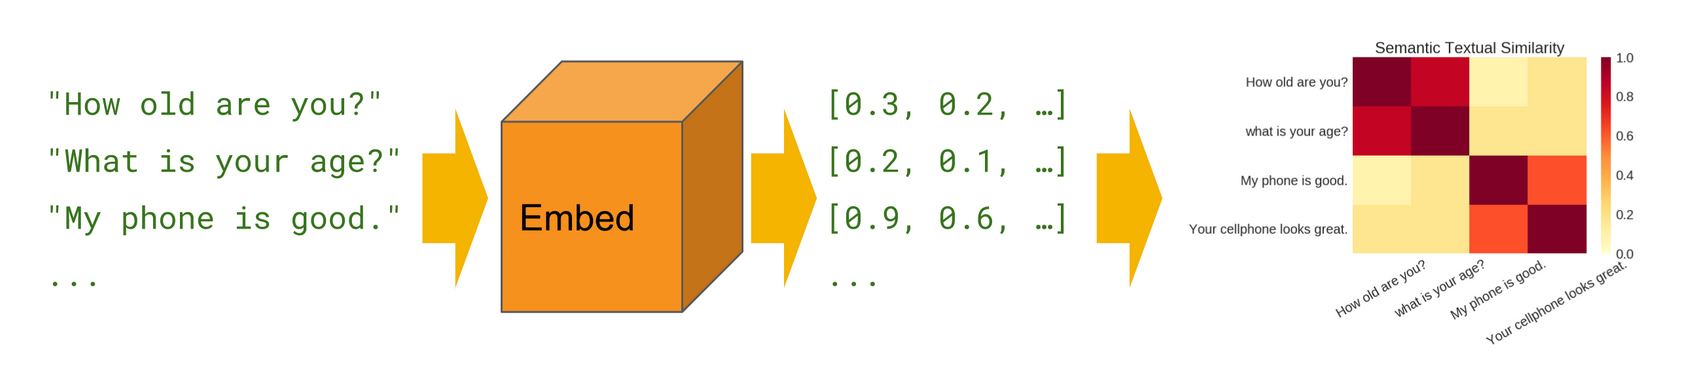 "How old are you?"
"What is your age?"
"My phone is good."
...
Embed
[0.3, 0.2, …]
[0.2, 0.1, …]
[0.9, 0.6, …]
...
Semantic Textual Similarity
How old are you?
what is your age?
My phone is good.
Your cellphone looks great.
How old are you?
what is your age?
My phone is good.
Your cellphone looks great.
1.0
0.8
0.6
0.4
0.2
0.0